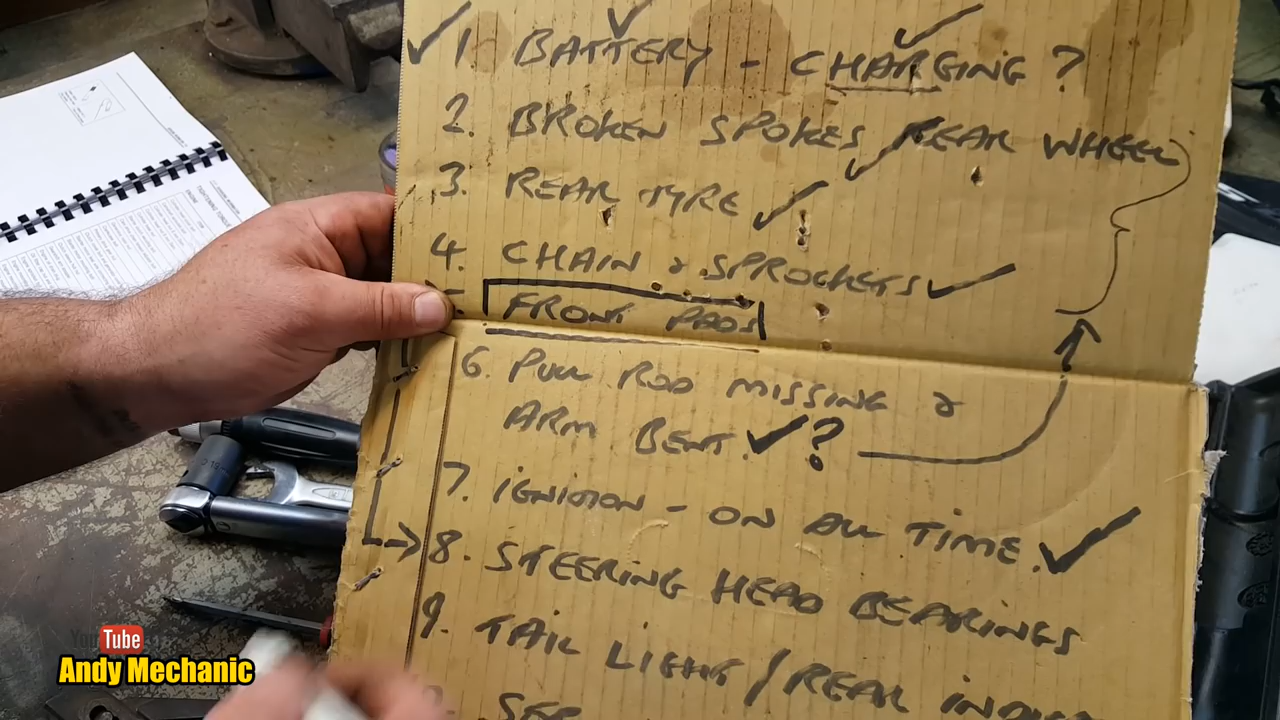 1. BATTERY - CHARGING?
2. BROKEN SPOKES REAR WHEEL
3. REAR TYRE
4. CHAIN & SPROCKETS
FRONT PADS
6. PULL ROD MISSING &
ARM BENT. ?
7. IGNITION - ON ALL TIME.
8. STEERING HEAD BEARINGS
9. TAIL LIGHT / REAR
YouTube
Andy Mechanic